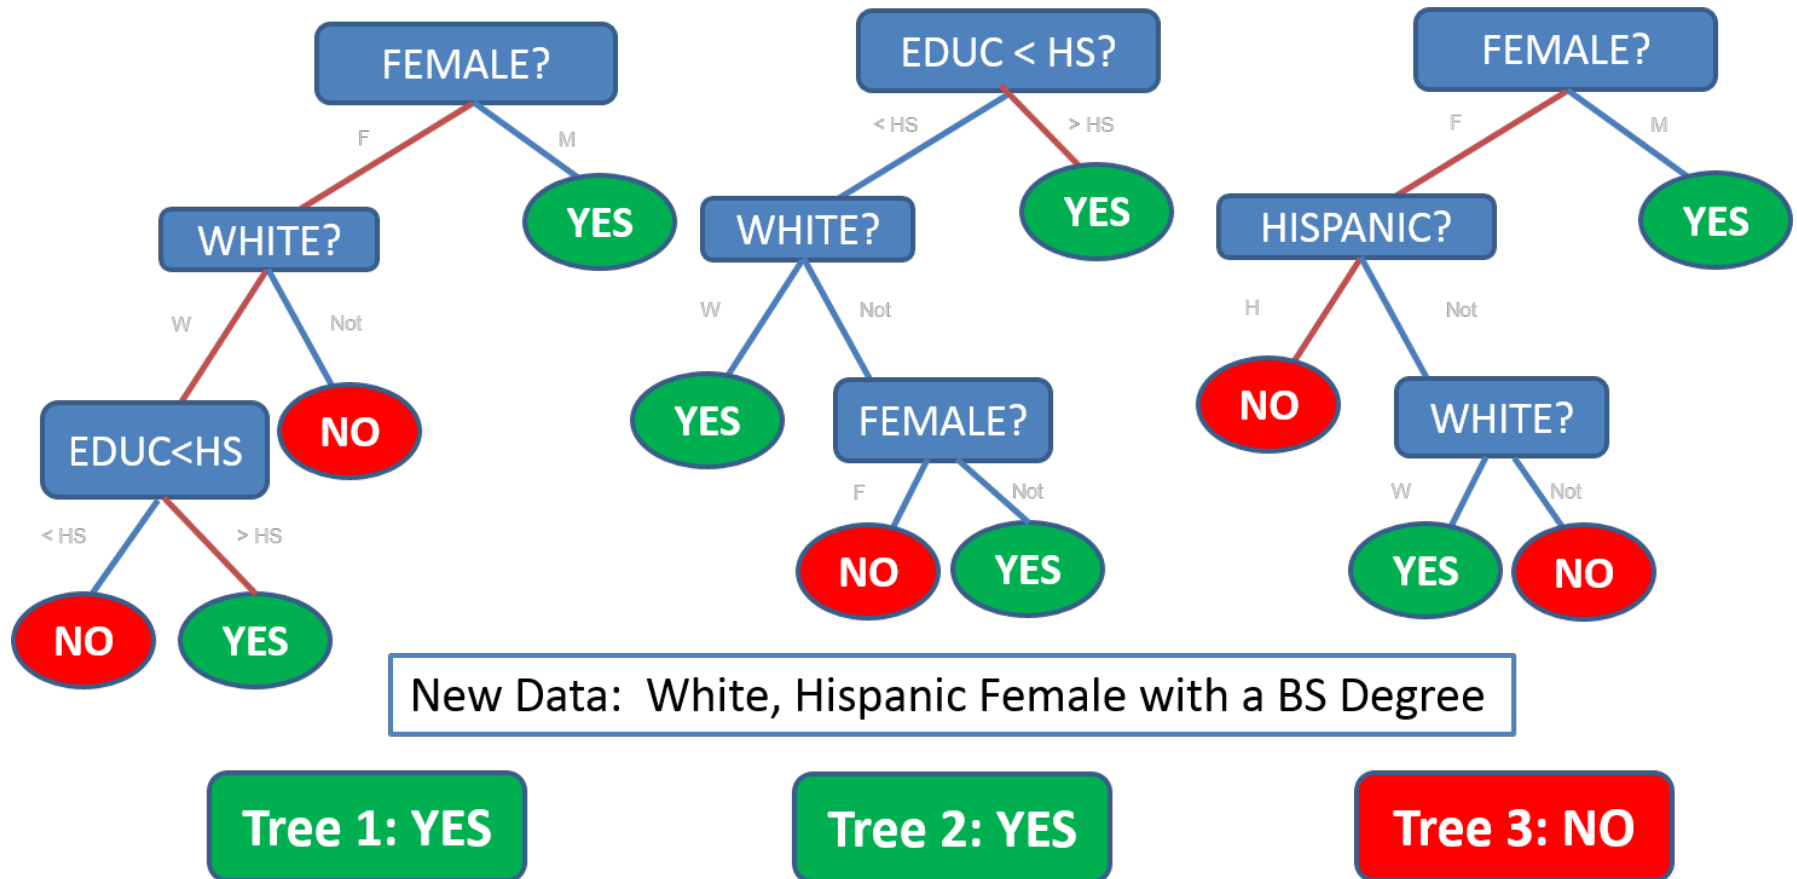 FEMALE?
F
M
YES
WHITE?
W
Not
NO
EDUC<HS
< HS
> HS
NO
YES
EDUC < HS?
< HS
> HS
YES
WHITE?
W
Not
YES
FEMALE?
F
Not
NO
YES
FEMALE?
F
M
YES
HISPANIC?
H
Not
NO
WHITE?
W
Not
YES
NO
New Data:  White, Hispanic Female with a BS Degree
Tree 1: YES
Tree 2: YES
Tree 3: NO